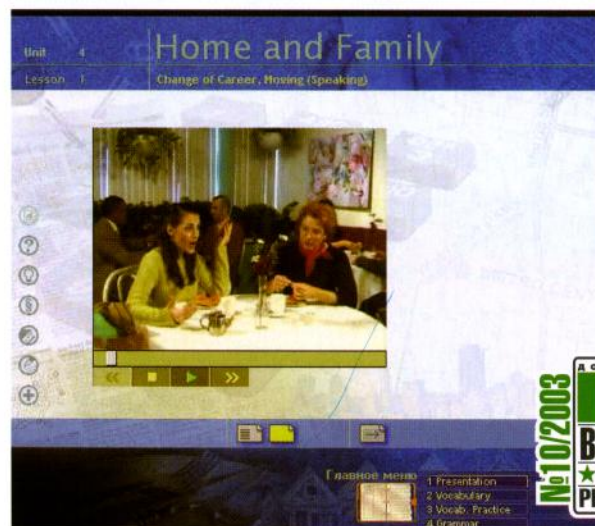 Unit 4
Home and Family
Lesson 1
Change of Career, Moving (Speaking)
Главное меню
1 Presentation
2 Vocabulary
3 Vocab. Practice
4 Grammar
№10/2003